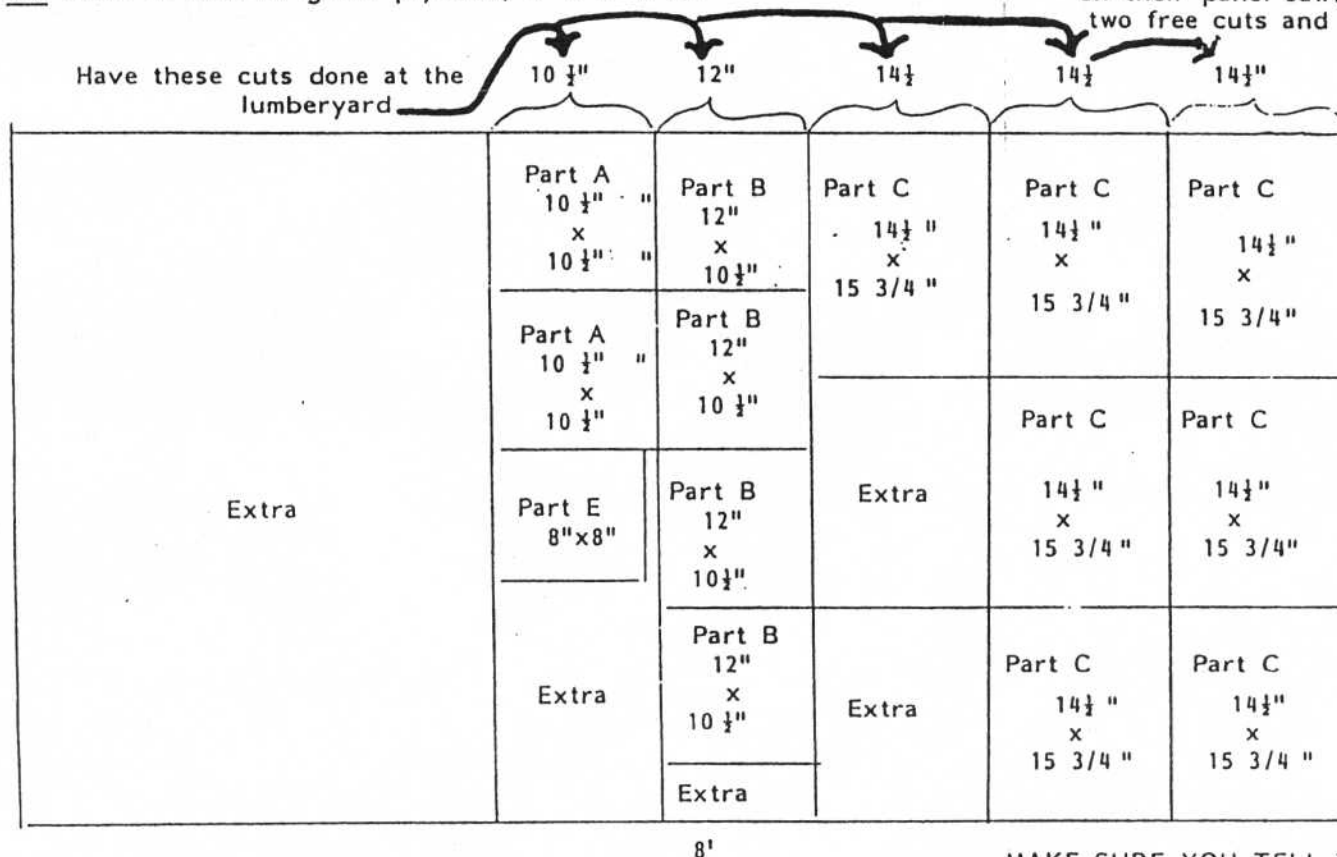 two free cuts and
Have these cuts done at the
lumberyard
10 ½" 12" 14½ 14½ 14½"
Part A
10 ½" "
x
10 ½" "
Part B
12"
x
10½"
Part C
14½ "
x
15 3/4 "
Part C
14½ "
x
15 3/4 "
Part C
14½ "
x
15 3/4"
Part A
10 ½" "
x
10 ½"
Part B
12"
x
10 ½"
Part C
14½ "
x
15 3/4 "
Part C
14½ "
x
15 3/4"
Extra
Part E
8"x8"
Part B
12"
x
10½"
Extra
Extra
Part B
12"
x
10 ½"
Extra
Part C
14½ "
x
15 3/4 "
Part C
14½"
x
15 3/4 "
Extra
8'
MAKE SURE YOU TELL